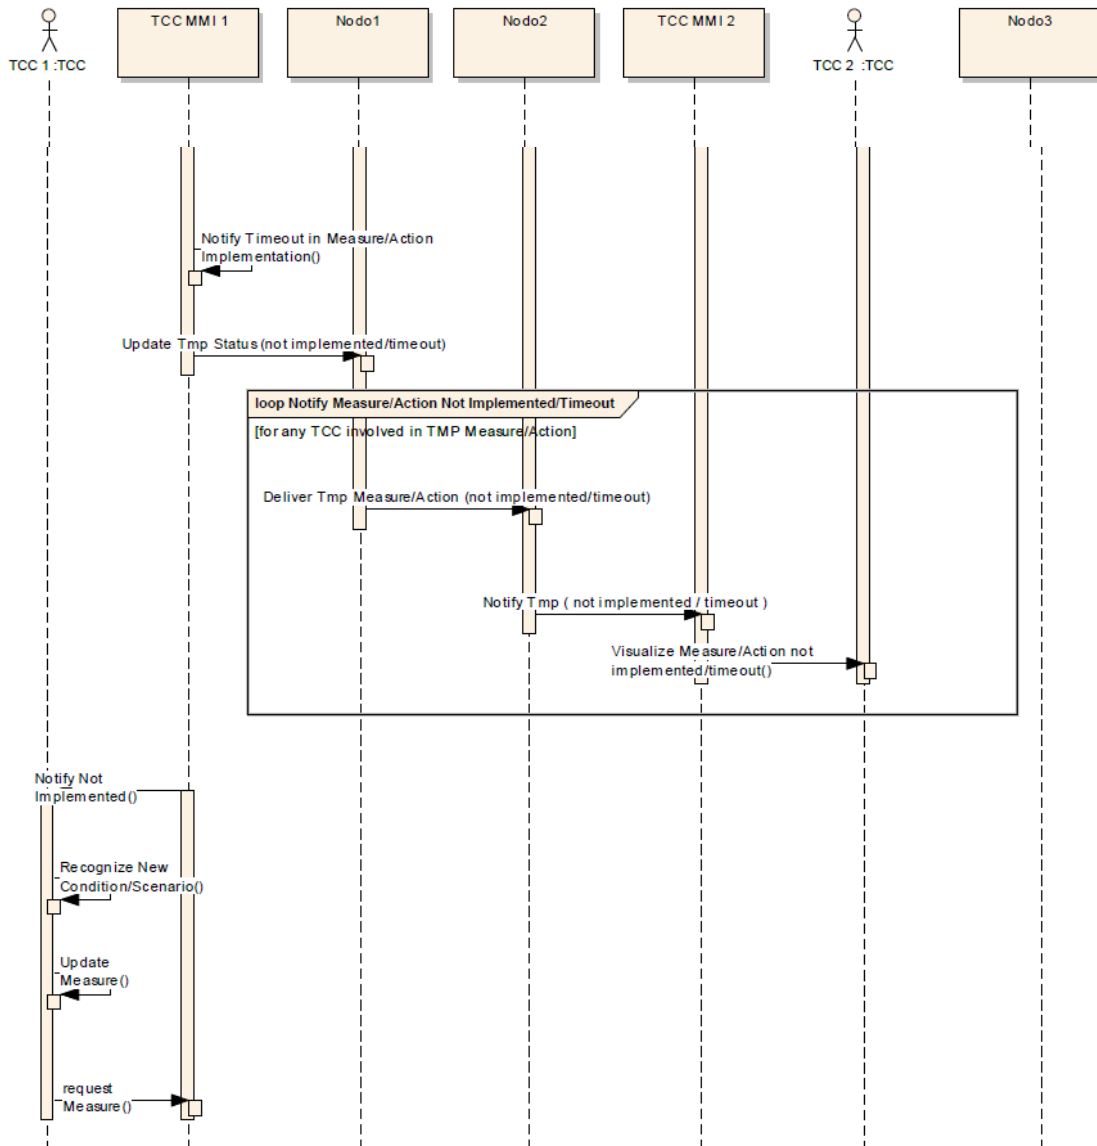 TCC MMI 1
Nodo1
Nodo2
TCC MMI 2
Nodo3
TCC 1 :TCC
TCC 2 :TCC
Notify Timeout in Measure/Action
Implementation()
Update Tmp Status (not implemented/timeout)
loop Notify Measure/Action Not Implemented/Timeout
[for any TCC involved in TMP Measure/Action]
Deliver Tmp Measure/Action (not implemented/timeout)
Notify Tmp ( not implemented / timeout )
Visualize Measure/Action not
implemented/timeout()
Notify Not
Implemented()
Recognize New
Condition/Scenario()
Update
Measure()
request
Measure()